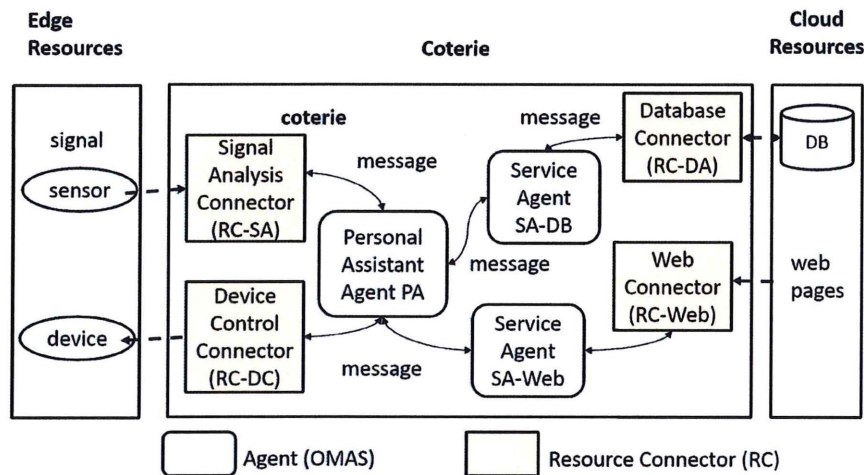 Edge
Resources
Coterie
Cloud
Resources
signal
sensor
device
coterie
Signal
Analysis
Connector
(RC-SA)
message
Personal
Assistant
Agent PA
Device
Control
Connector
(RC-DC)
message
message
Service
Agent
SA-DB
message
Service
Agent
SA-Web
Database
Connector
(RC-DA)
Web
Connector
(RC-Web)
DB
web
pages
Agent (OMAS)
Resource Connector (RC)